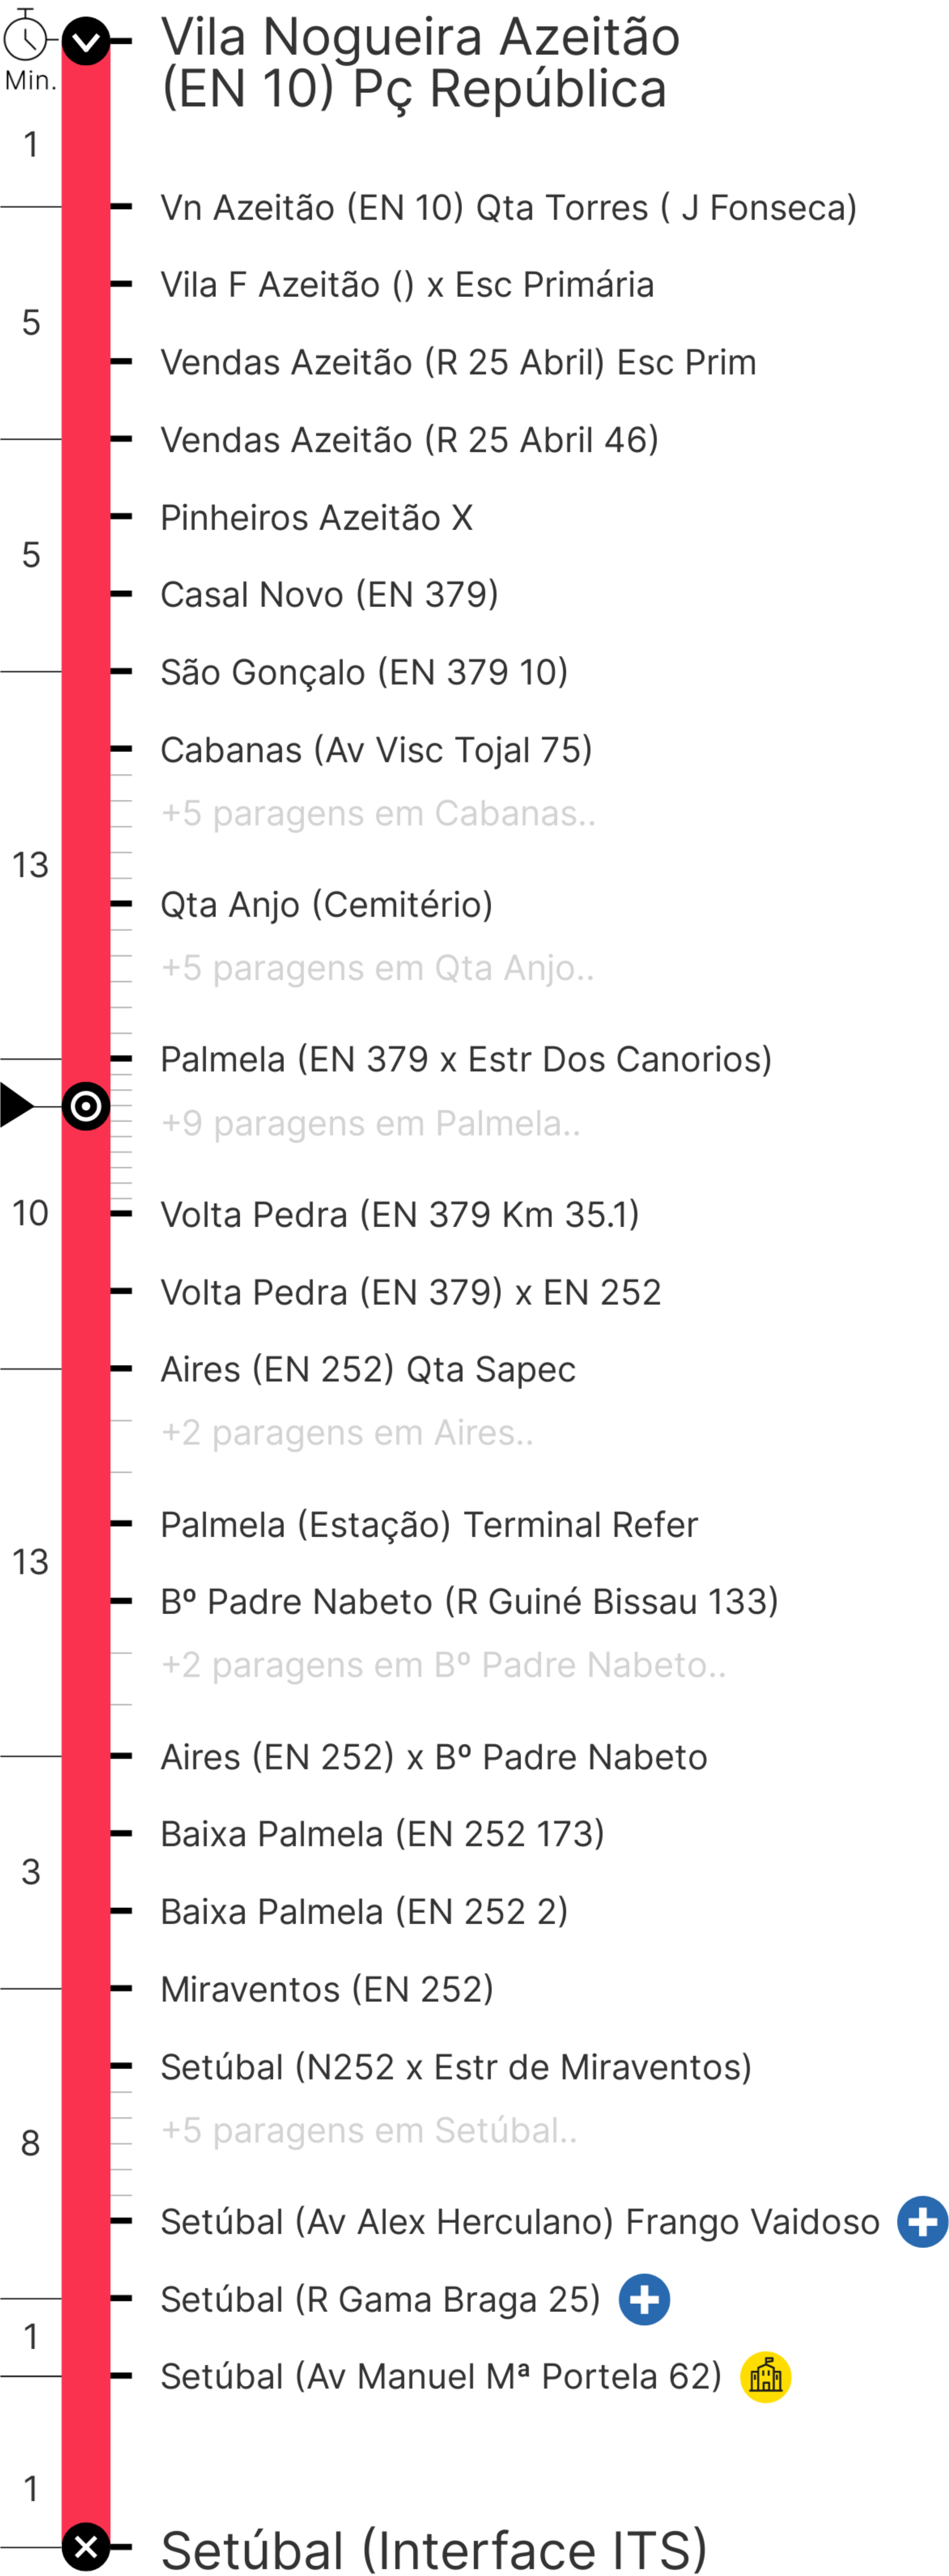 Vila Nogueira Azeitão
(EN 10) Pç República
Min.
1
Vn Azeitão (EN 10) Qta Torres ( J Fonseca)
Vila F Azeitão () x Esc Primária
5
Vendas Azeitão (R 25 Abril) Esc Prim
Vendas Azeitão (R 25 Abril 46)
Pinheiros Azeitão X
5
Casal Novo (EN 379)
São Gonçalo (EN 379 10)
Cabanas (Av Visc Tojal 75)
+5 paragens em Cabanas..
13
Qta Anjo (Cemitério)
+5 paragens em Qta Anjo..
Palmela (EN 379 x Estr Dos Canorios)
+9 paragens em Palmela..
10
Volta Pedra (EN 379 Km 35.1)
Volta Pedra (EN 379) x EN 252
Aires (EN 252) Qta Sapec
+2 paragens em Aires..
Palmela (Estação) Terminal Refer
13
Bº Padre Nabeto (R Guiné Bissau 133)
+2 paragens em Bº Padre Nabeto..
Aires (EN 252) x Bº Padre Nabeto
Baixa Palmela (EN 252 173)
3
Baixa Palmela (EN 252 2)
Miraventos (EN 252)
Setúbal (N252 x Estr de Miraventos)
+5 paragens em Setúbal..
8
Setúbal (Av Alex Herculano) Frango Vaidoso
Setúbal (R Gama Braga 25)
1
Setúbal (Av Manuel Mª Portela 62)
1
Setúbal (Interface ITS)